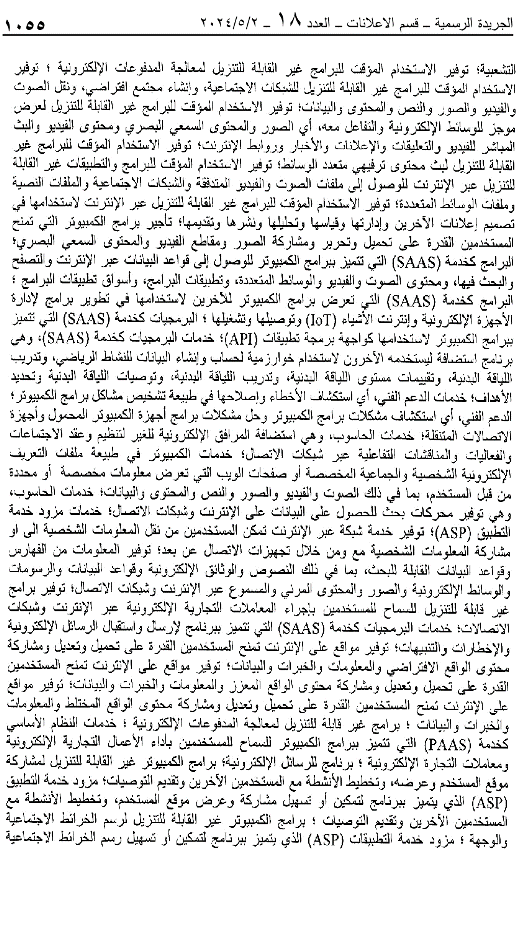 الجريدة الرسمية – قسم الاعلانات – العدد ١٨ – ٢٠٢٤/٥/٢
١٠٥٥
التشعبية؛ توفير الاستخدام المؤقت للبرامج غير القابلة للتنزيل لمعالجة المدفوعات الإلكترونية ؛ توفير
الاستخدام المؤقت للبرامج غير القابلة للتنزيل للشبكات الاجتماعية، وإنشاء مجتمع افتراضي، ونقل الصوت
والفيديو والصور والنص والمحتوى والبيانات؛ توفير الاستخدام المؤقت للبرامج غير القابلة للتنزيل لعرض
موجز للوسائط الإلكترونية والتفاعل معه، أي الصور والمحتوى السمعي البصري ومحتوى الفيديو والبث
المباشر للفيديو والتعليقات والإعلانات والأخبار وروابط الإنترنت؛ توفير الاستخدام المؤقت للبرامج غير
القابلة للتنزيل لبث محتوى ترفيهي متعدد الوسائط؛ توفير الاستخدام المؤقت للبرامج والتطبيقات غير القابلة
للتنزيل عبر الإنترنت للوصول إلى ملفات الصوت والفيديو المتدفقة والشبكات الاجتماعية والملفات النصية
وملفات الوسائط المتعددة؛ توفير الاستخدام المؤقت للبرامج غير القابلة للتنزيل عبر الإنترنت لاستخدامها في
تصميم إعلانات الآخرين وإدارتها وقياسها وتحليلها ونشرها وتقديمها؛ تأجير برامج الكمبيوتر التي تمنح
المستخدمين القدرة على تحميل وتحرير ومشاركة الصور ومقاطع الفيديو والمحتوى السمعي البصري؛
البرامج كخدمة (SAAS) التي تتميز ببرامج الكمبيوتر للوصول إلى قواعد البيانات عبر الإنترنت والتصفح
والبحث فيها، ومحتوى الصوت والفيديو والوسائط المتعددة، وتطبيقات البرامج، وأسواق تطبيقات البرامج ؛
البرامج كخدمة (SAAS) التي تعرض برامج الكمبيوتر للآخرين لاستخدامها في تطوير برامج لإدارة
الأجهزة الإلكترونية وإنترنت الأشياء (IoT) وتوصيلها وتشغيلها ؛ البرمجيات كخدمة (SAAS) التي تتميز
ببرامج الكمبيوتر لاستخدامها كواجهة برمجة تطبيقات (API)؛ خدمات البرمجيات كخدمة (SAAS)، وهى
برنامج استضافة ليستخدمه الآخرون لاستخدام خوارزمية لحساب وإنشاء البيانات للنشاط الرياضي، وتدريب
اللياقة البدنية، وتقييمات مستوى اللياقة البدنية، وتدريب اللياقة البدنية، وتوصيات اللياقة البدنية وتحديد
الأهداف؛ خدمات الدعم الفني، أي استكشاف الأخطاء وإصلاحها في طبيعة تشخيص مشاكل برامج الكمبيوتر؛
الدعم الفني، أي استكشاف مشكلات برامج الكمبيوتر وحل مشكلات برامج أجهزة الكمبيوتر المحمول وأجهزة
الاتصالات المتنقلة؛ خدمات الحاسوب، وهي استضافة المرافق الإلكترونية للغير لتنظيم وعقد الاجتماعات
والفعاليات والمناقشات التفاعلية عبر شبكات الاتصال؛ خدمات الكمبيوتر في طبيعة ملفات التعريف
الإلكترونية الشخصية والجماعية المخصصة أو صفحات الويب التي تعرض معلومات مخصصة أو محددة
من قبل المستخدم، بما في ذلك الصوت والفيديو والصور والنص والمحتوى والبيانات؛ خدمات الحاسوب،
وهي توفير محركات بحث للحصول على البيانات على الإنترنت وشبكات الاتصال؛ خدمات مزود خدمة
التطبيق (ASP)؛ توفير خدمة شبكة عبر الإنترنت تمكن المستخدمين من نقل المعلومات الشخصية الى او
مشاركة المعلومات الشخصية مع ومن خلال تجهيزات الاتصال عن بعد؛ توفير المعلومات من الفهارس
وقواعد البيانات القابلة للبحث، بما في ذلك النصوص والوثائق الإلكترونية وقواعد البيانات والرسومات
والوسائط الإلكترونية والصور والمحتوى المرئي والمسموع عبر الإنترنت وشبكات الاتصال؛ توفير برامج
غير قابلة للتنزيل للسماح للمستخدمين بإجراء المعاملات التجارية الإلكترونية عبر الإنترنت وشبكات
الاتصالات؛ خدمات البرمجيات كخدمة (SAAS) التي تتميز ببرنامج لإرسال واستقبال الرسائل الإلكترونية
والإخطارات والتنبيهات؛ توفير مواقع على الإنترنت تمنح المستخدمين القدرة على تحميل وتعديل ومشاركة
محتوى الواقع الافتراضي والمعلومات والخبرات والبيانات؛ توفير مواقع على الإنترنت تمنح المستخدمين
القدرة على تحميل وتعديل ومشاركة محتوى الواقع المعزز والمعلومات والخبرات والبيانات؛ توفير مواقع
على الإنترنت تمنح المستخدمين القدرة على تحميل وتعديل ومشاركة محتوى الواقع المختلط والمعلومات
والخبرات والبيانات ؛ برامج غير قابلة للتنزيل لمعالجة المدفوعات الإلكترونية ؛ خدمات النظام الأساسي
كخدمة (PAAS) التي تتميز ببرامج الكمبيوتر للسماح للمستخدمين بأداء الأعمال التجارية الإلكترونية
ومعاملات التجارة الإلكترونية ؛ برنامج للرسائل الإلكترونية؛ برامج الكمبيوتر غير القابلة للتنزيل لمشاركة
موقع المستخدم وعرضه، وتخطيط الأنشطة مع المستخدمين الآخرين وتقديم التوصيات؛ مزود خدمة التطبيق
(ASP) الذي يتميز ببرنامج لتمكين أو تسهيل مشاركة وعرض موقع المستخدم، وتخطيط الأنشطة مع
المستخدمين الآخرين وتقديم التوصيات ؛ برامج الكمبيوتر غير القابلة للتنزيل لرسم الخرائط الاجتماعية
والوجهة ؛ مزود خدمة التطبيقات (ASP) الذي يتميز ببرنامج لتمكين أو تسهيل رسم الخرائط الاجتماعية